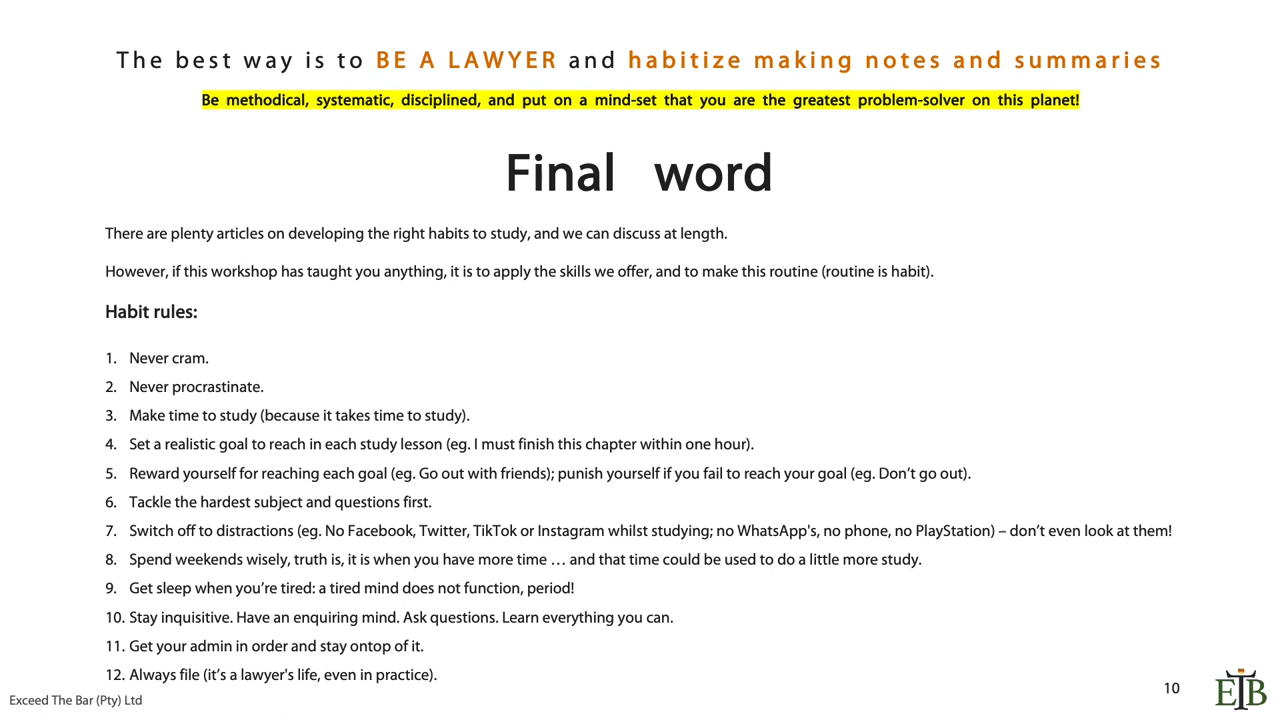 The best way is to BE A LAWYER and habitize making notes and summaries
Be methodical, systematic, disciplined, and put on a mind-set that you are the greatest problem-solver on this planet!
Final word
There are plenty articles on developing the right habits to study, and we can discuss at length.
However, if this workshop has taught you anything, it is to apply the skills we offer, and to make this routine (routine is habit).
Habit rules:
1. Never cram.
2. Never procrastinate.
3. Make time to study (because it takes time to study).
4. Set a realistic goal to reach in each study lesson (eg. I must finish this chapter within one hour).
5. Reward yourself for reaching each goal (eg. Go out with friends); punish yourself if you fail to reach your goal (eg. Don’t go out).
6. Tackle the hardest subject and questions first.
7. Switch off to distractions (eg. No Facebook, Twitter, TikTok or Instagram whilst studying; no WhatsApp's, no phone, no PlayStation) – don’t even look at them!
8. Spend weekends wisely, truth is, it is when you have more time … and that time could be used to do a little more study.
9. Get sleep when you’re tired: a tired mind does not function, period!
10. Stay inquisitive. Have an enquiring mind. Ask questions. Learn everything you can.
11. Get your admin in order and stay ontop of it.
12. Always file (it’s a lawyer's life, even in practice).
Exceed The Bar (Pty) Ltd
10
ETB